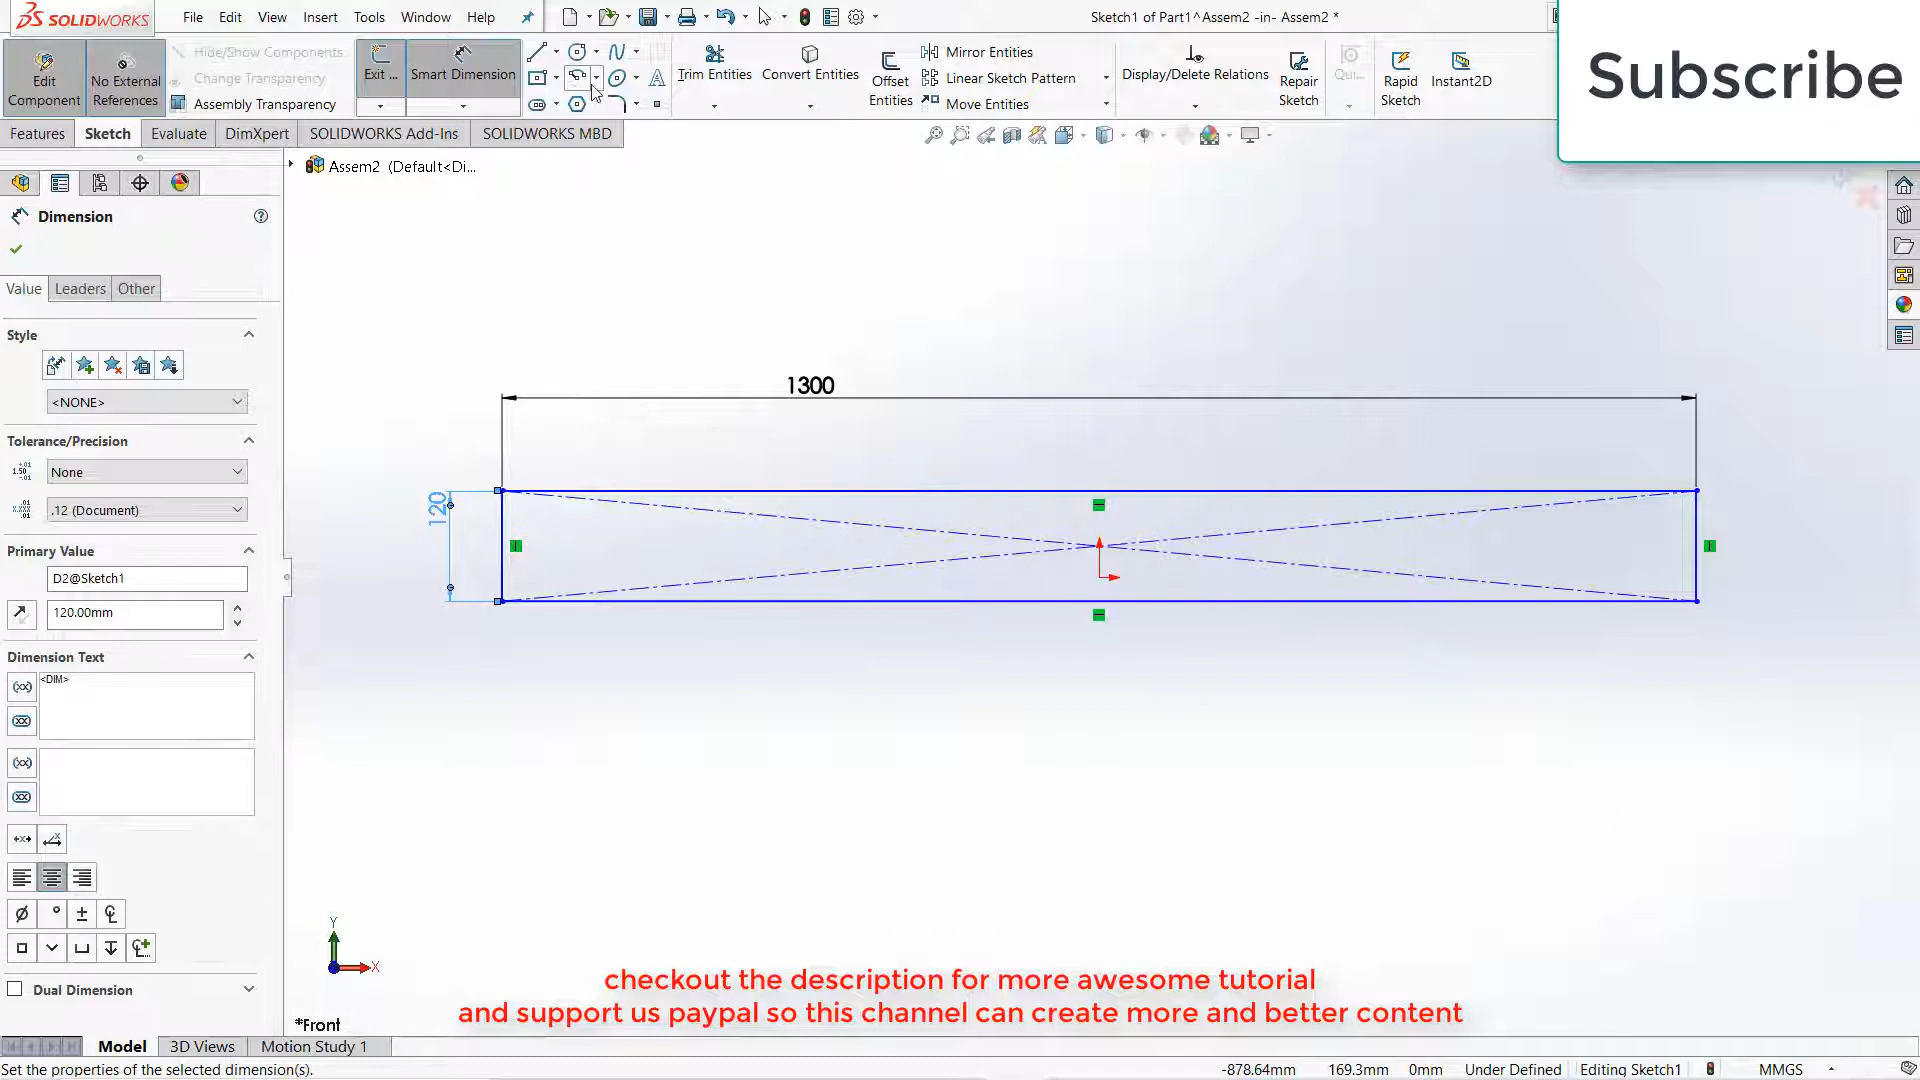 SOLIDWORKS File Edit View Insert Tools Window Help Sketch1 of Part1^Assem2 -in- Assem2 *
Subscribe
Hide/Show Components
Change Transparency
Assembly Transparency
Edit Component
No External References
Exit ...
Smart Dimension
Trim Entities
Convert Entities
Offset Entities
Mirror Entities
Linear Sketch Pattern
Move Entities
Display/Delete Relations
Repair Sketch
Qui...
Rapid Sketch
Instant2D
Features Sketch Evaluate DimXpert SOLIDWORKS Add-Ins SOLIDWORKS MBD
Assem2 (Default<Di...
Dimension
Value Leaders Other
Style
<NONE>
Tolerance/Precision
None
.12 (Document)
Primary Value
D2@Sketch1
120.00mm
Dimension Text
<DIM>
Dual Dimension
1300
120
Y
X
*Front
checkout the description for more awesome tutorial
and support us paypal so this channel can create more and better content
Model 3D Views Motion Study 1
Set the properties of the selected dimension(s). -878.64mm 169.3mm 0mm Under Defined Editing Sketch1 MMGS